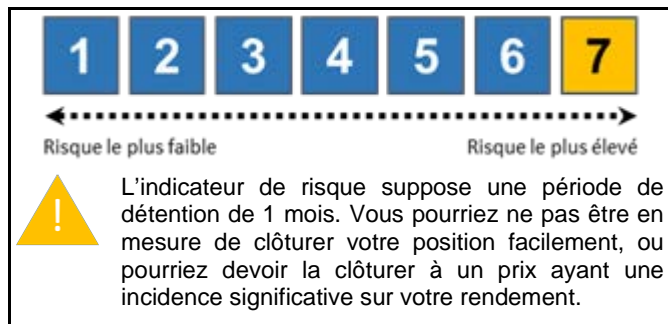 1 2 3 4 5 6 7
Risque le plus faible Risque le plus élevé
! L'indicateur de risque suppose une période de
détention de 1 mois. Vous pourriez ne pas être en
mesure de clôturer votre position facilement, ou
pourriez devoir la clôturer à un prix ayant une
incidence significative sur votre rendement.